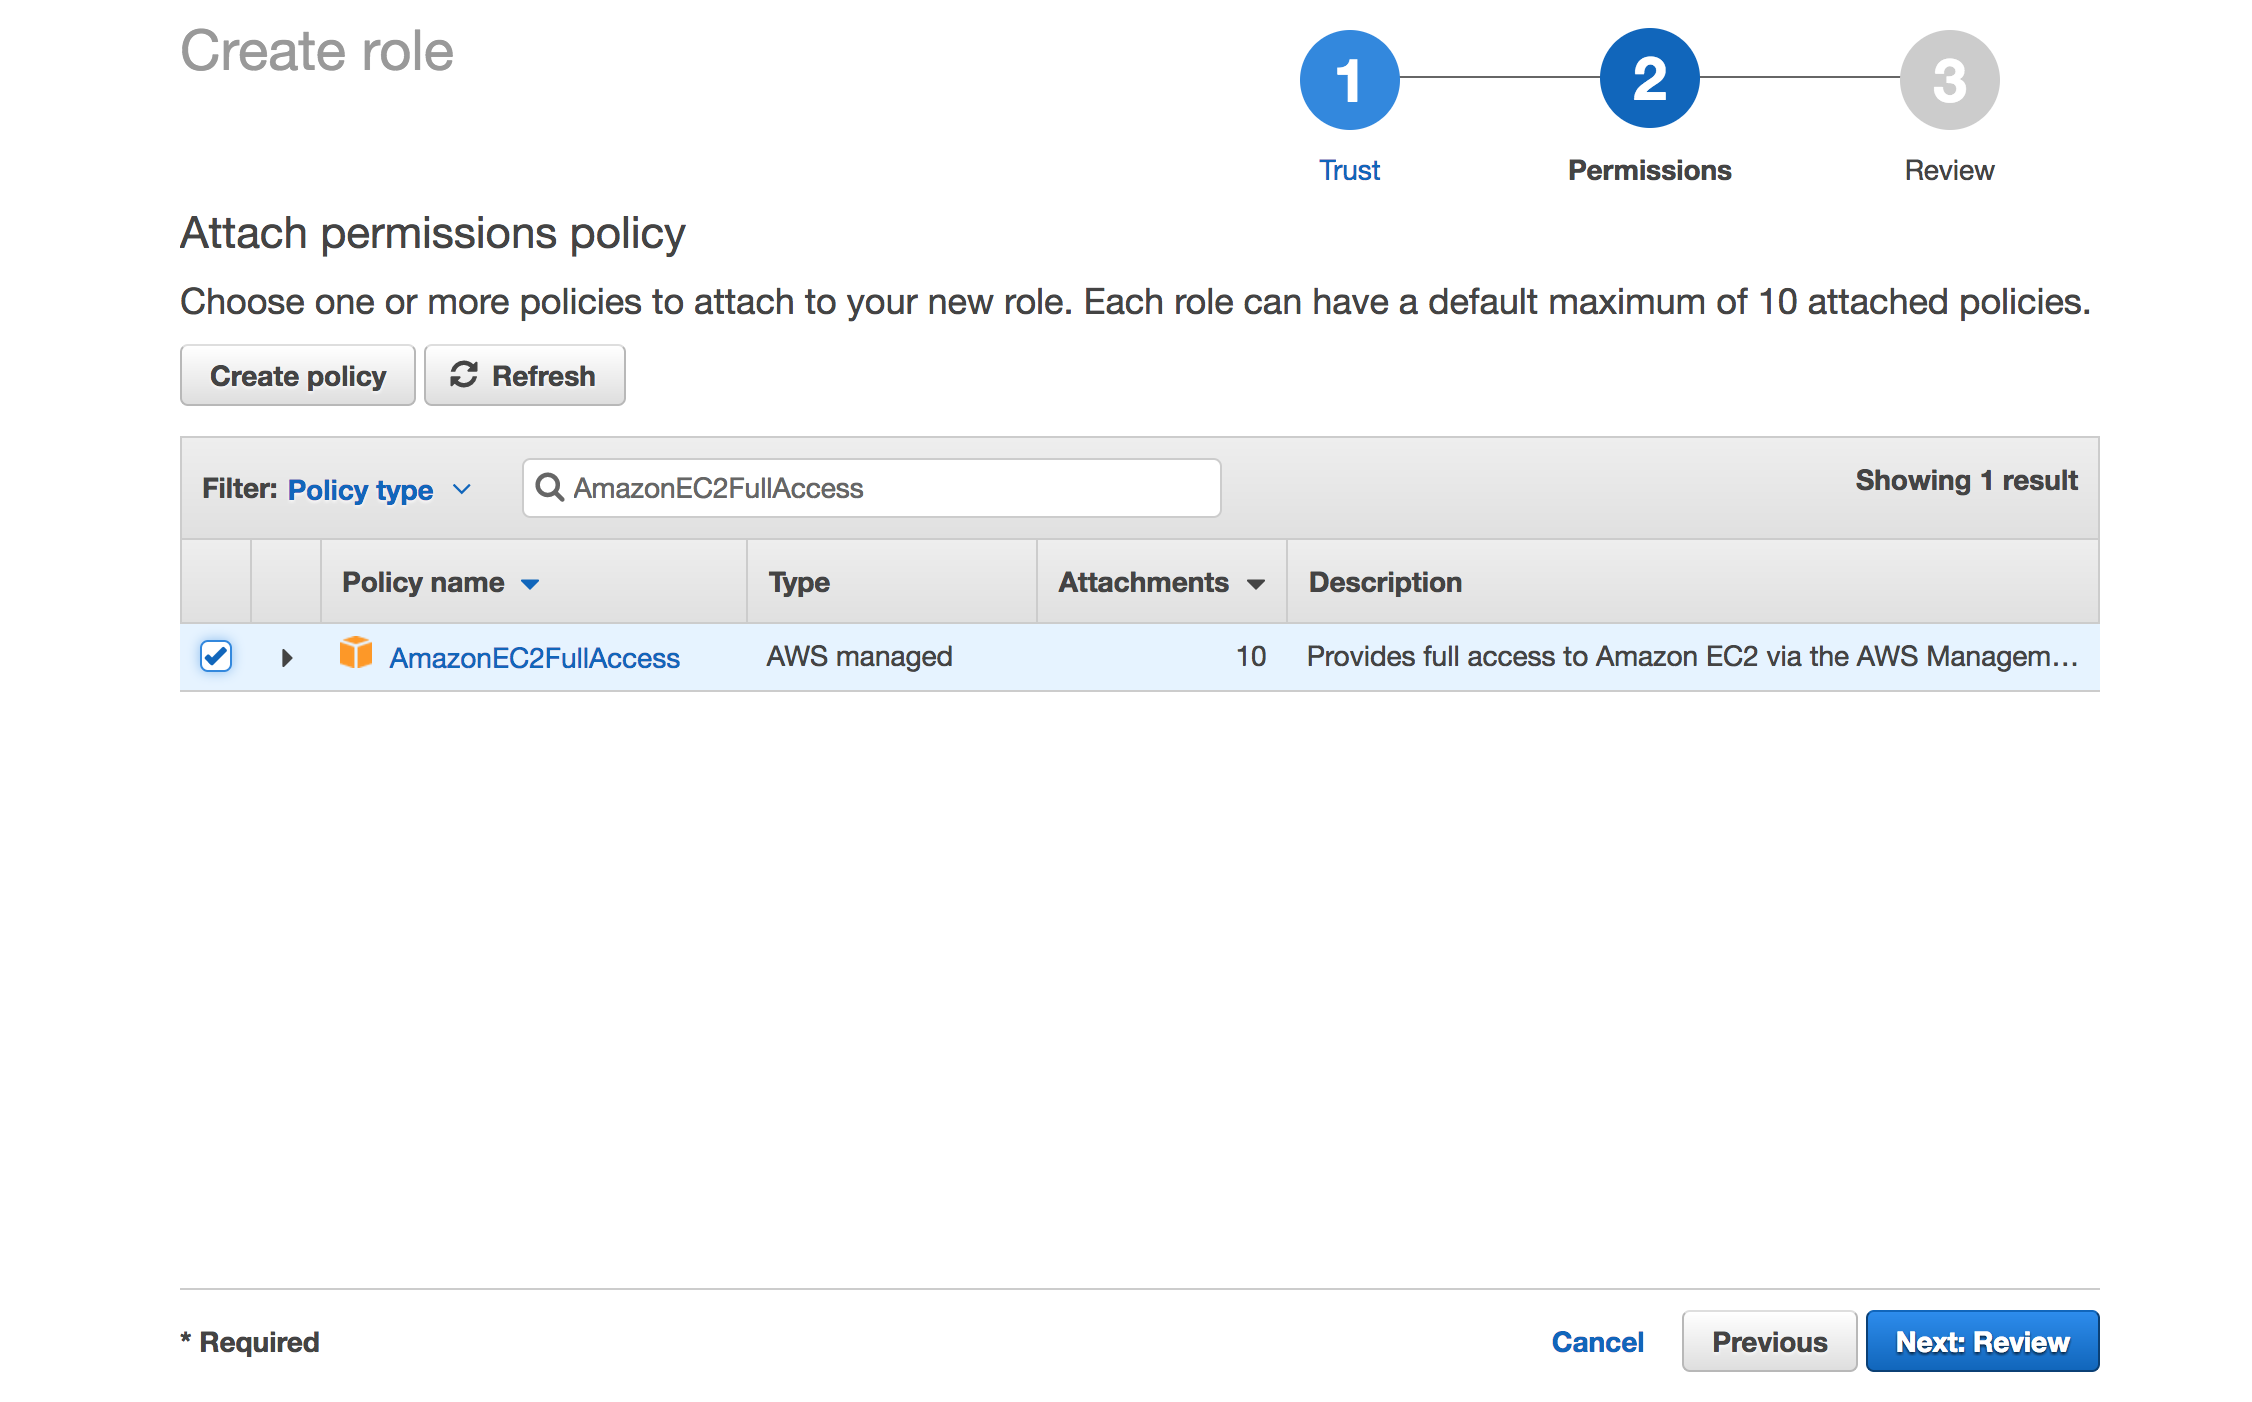 Create role
1
2
3
Trust
Permissions
Review
Attach permissions policy
Choose one or more policies to attach to your new role. Each role can have a default maximum of 10 attached policies.
Create policy
Refresh
Filter: Policy type
AmazonEC2FullAccess
Showing 1 result
Policy name
Type
Attachments
Description
AmazonEC2FullAccess
AWS managed
10
Provides full access to Amazon EC2 via the AWS Managem...
* Required
Cancel
Previous
Next: Review